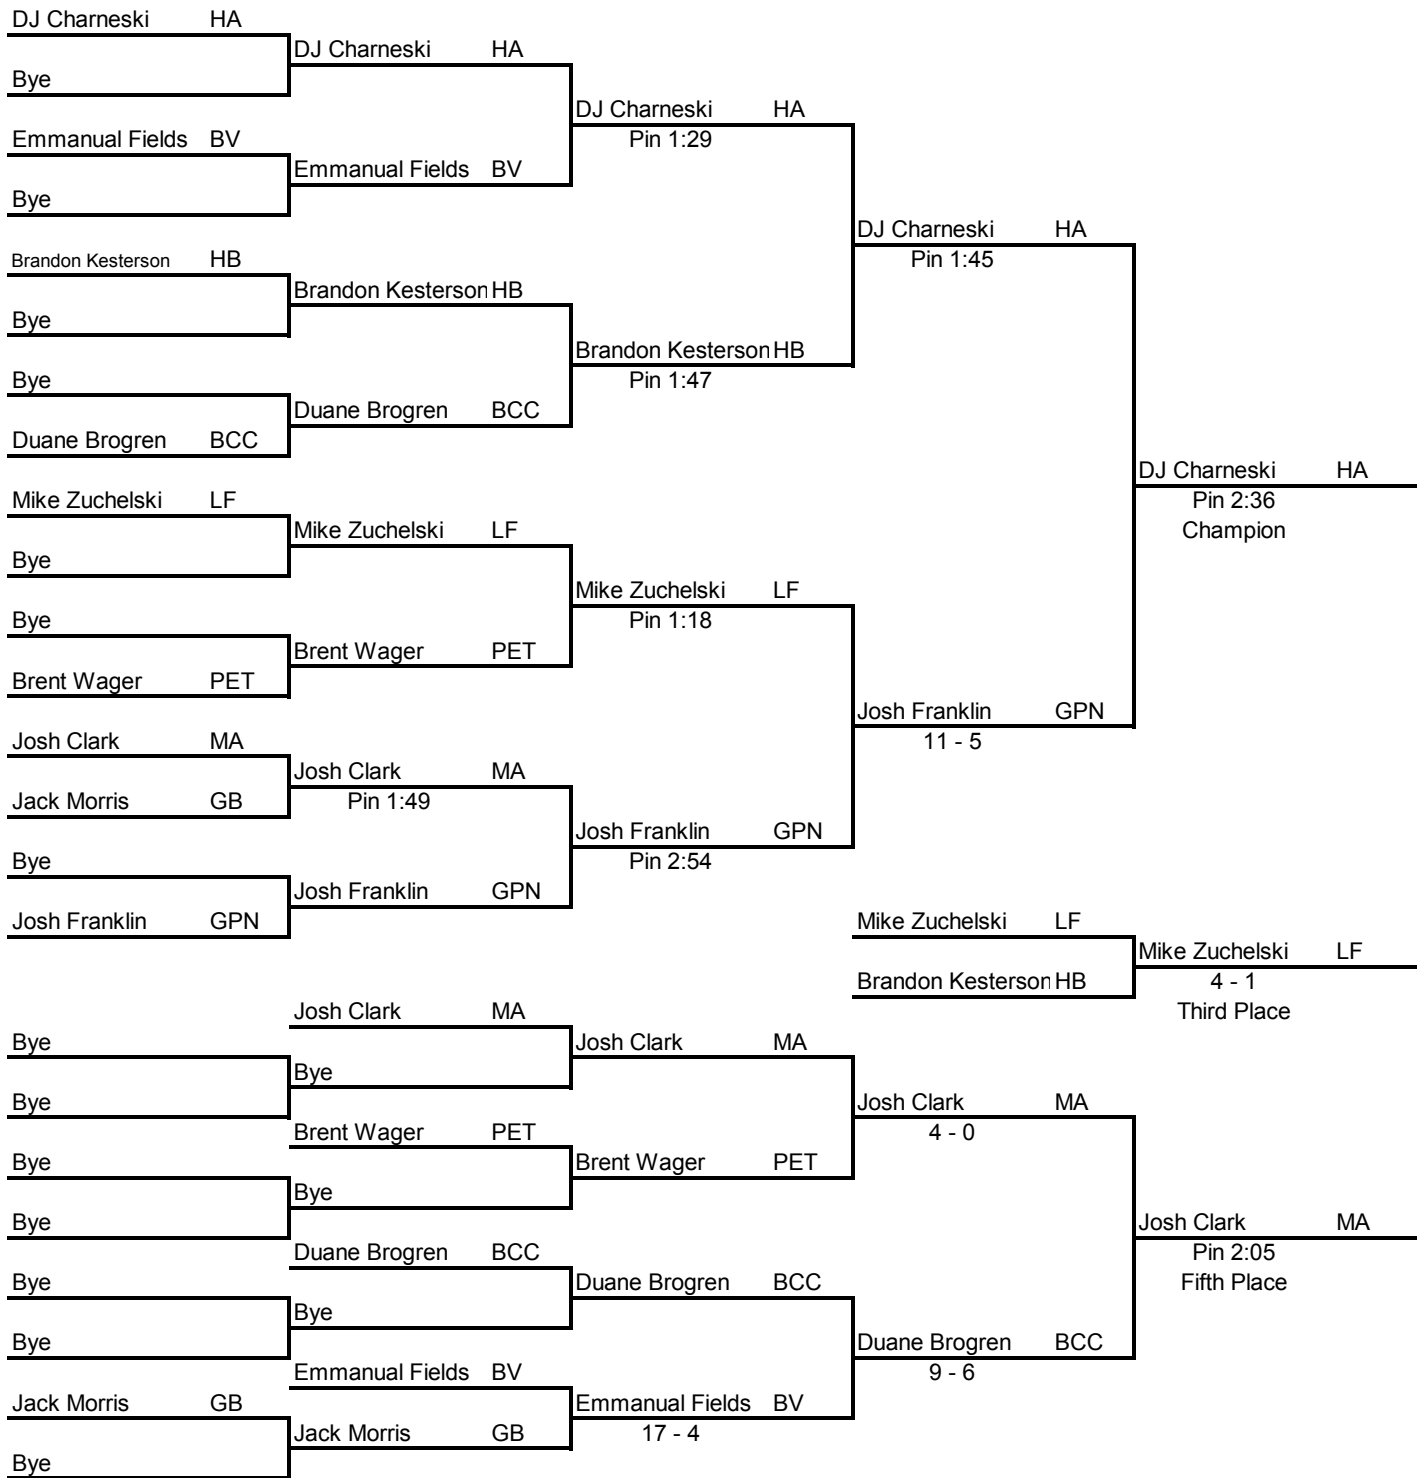 DJ Charneski HA
DJ Charneski HA
Bye
DJ Charneski HA
Pin 1:29
Emmanual Fields BV
Emmanual Fields BV
Bye
DJ Charneski HA
Pin 1:45
Brandon Kesterson HB
Brandon Kesterson HB
Bye
Brandon Kesterson HB
Pin 1:47
Bye
Duane Brogren BCC
Duane Brogren BCC
DJ Charneski HA
Pin 2:36
Champion
Mike Zuchelski LF
Mike Zuchelski LF
Bye
Mike Zuchelski LF
Pin 1:18
Bye
Brent Wager PET
Brent Wager PET
Josh Franklin GPN
11 - 5
Josh Clark MA
Josh Clark MA
Pin 1:49
Jack Morris GB
Josh Franklin GPN
Pin 2:54
Bye
Josh Franklin GPN
Josh Franklin GPN
Mike Zuchelski LF
Mike Zuchelski LF
4 - 1
Third Place
Brandon Kesterson HB
Josh Clark MA
Bye
Josh Clark MA
Bye
Bye
Josh Clark MA
4 - 0
Brent Wager PET
Bye
Brent Wager PET
Bye
Bye
Josh Clark MA
Pin 2:05
Fifth Place
Duane Brogren BCC
Bye
Duane Brogren BCC
Bye
Bye
Duane Brogren BCC
9 - 6
Emmanual Fields BV
Jack Morris GB
Emmanual Fields BV
17 - 4
Jack Morris GB
Bye